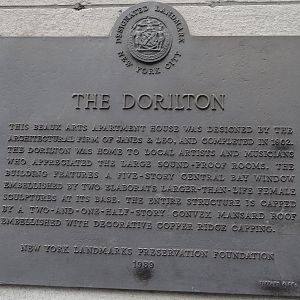 DESIGNATED LANDMARK
NEW YORK CITY
THE DORILTON
THIS BEAUX ARTS APARTMENT HOUSE WAS DESIGNED BY THE
ARCHITECTURAL FIRM OF JANES & LEO, AND COMPLETED IN 1902.
THE DORILTON WAS HOME TO LOCAL ARTISTS AND MUSICIANS
WHO APPRECIATED THE LARGE SOUND-PROOF ROOMS. THE
BUILDING FEATURES A FIVE-STORY CENTRAL BAY WINDOW
EMBELLISHED BY TWO ELABORATE LARGER-THAN-LIFE FEMALE
SCULPTURES AT ITS BASE. THE ENTIRE STRUCTURE IS CAPPED
BY A TWO-AND-ONE-HALF-STORY CONVEX MANSARD ROOF
EMBELLISHED WITH DECORATIVE COPPER RIDGE CAPPING.
NEW YORK LANDMARKS PRESERVATION FOUNDATION
1989